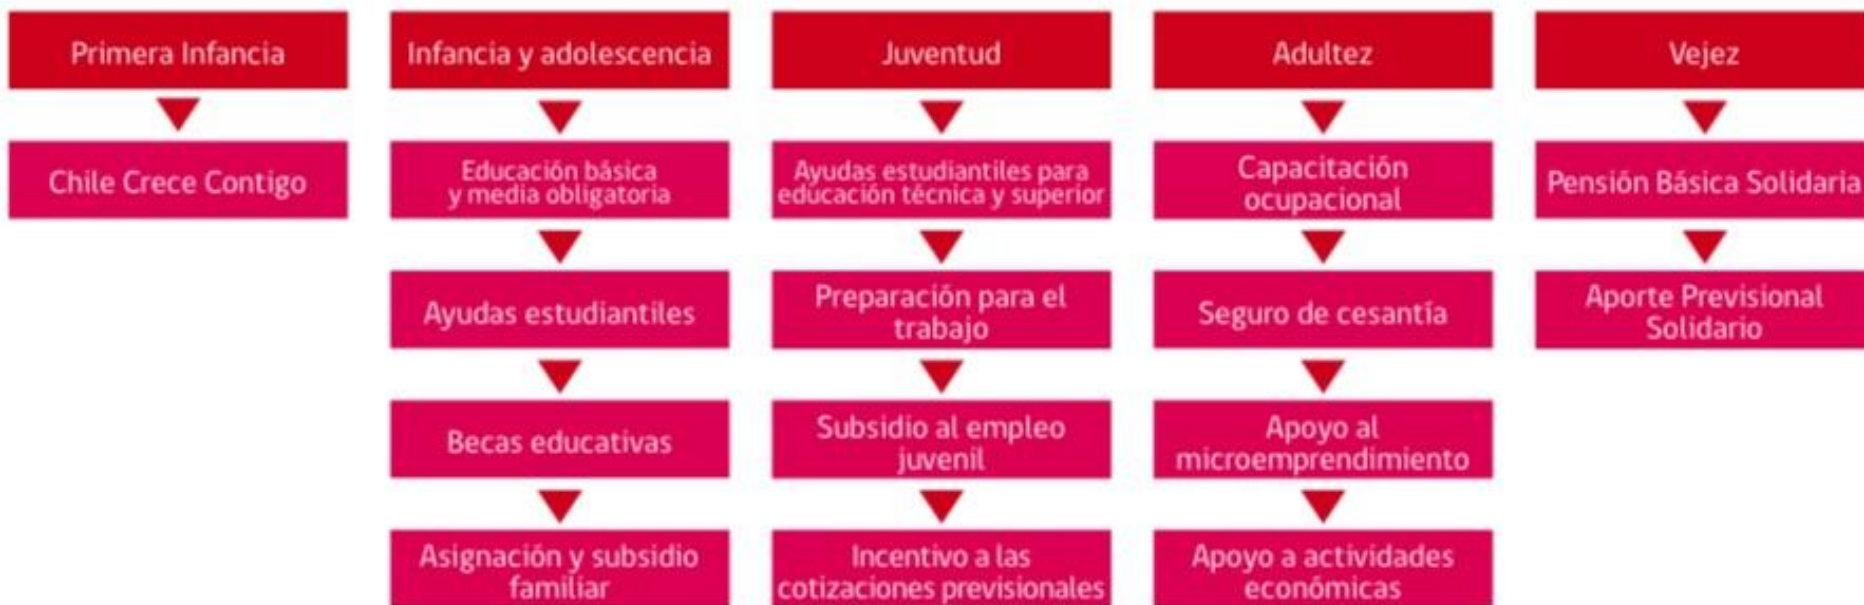 Primera Infancia
Chile Crece Contigo
Infancia y adolescencia
Educación básica
y media obligatoria
Ayudas estudiantiles
Becas educativas
Asignación y subsidio
familiar
Juventud
Ayudas estudiantiles para
educación técnica y superior
Preparación para el
trabajo
Subsidio al empleo
juvenil
Incentivo a las
cotizaciones previsionales
Adultez
Capacitación
ocupacional
Seguro de cesantía
Apoyo al
microemprendimiento
Apoyo a actividades
económicas
Vejez
Pensión Básica Solidaria
Aporte Previsional
Solidario